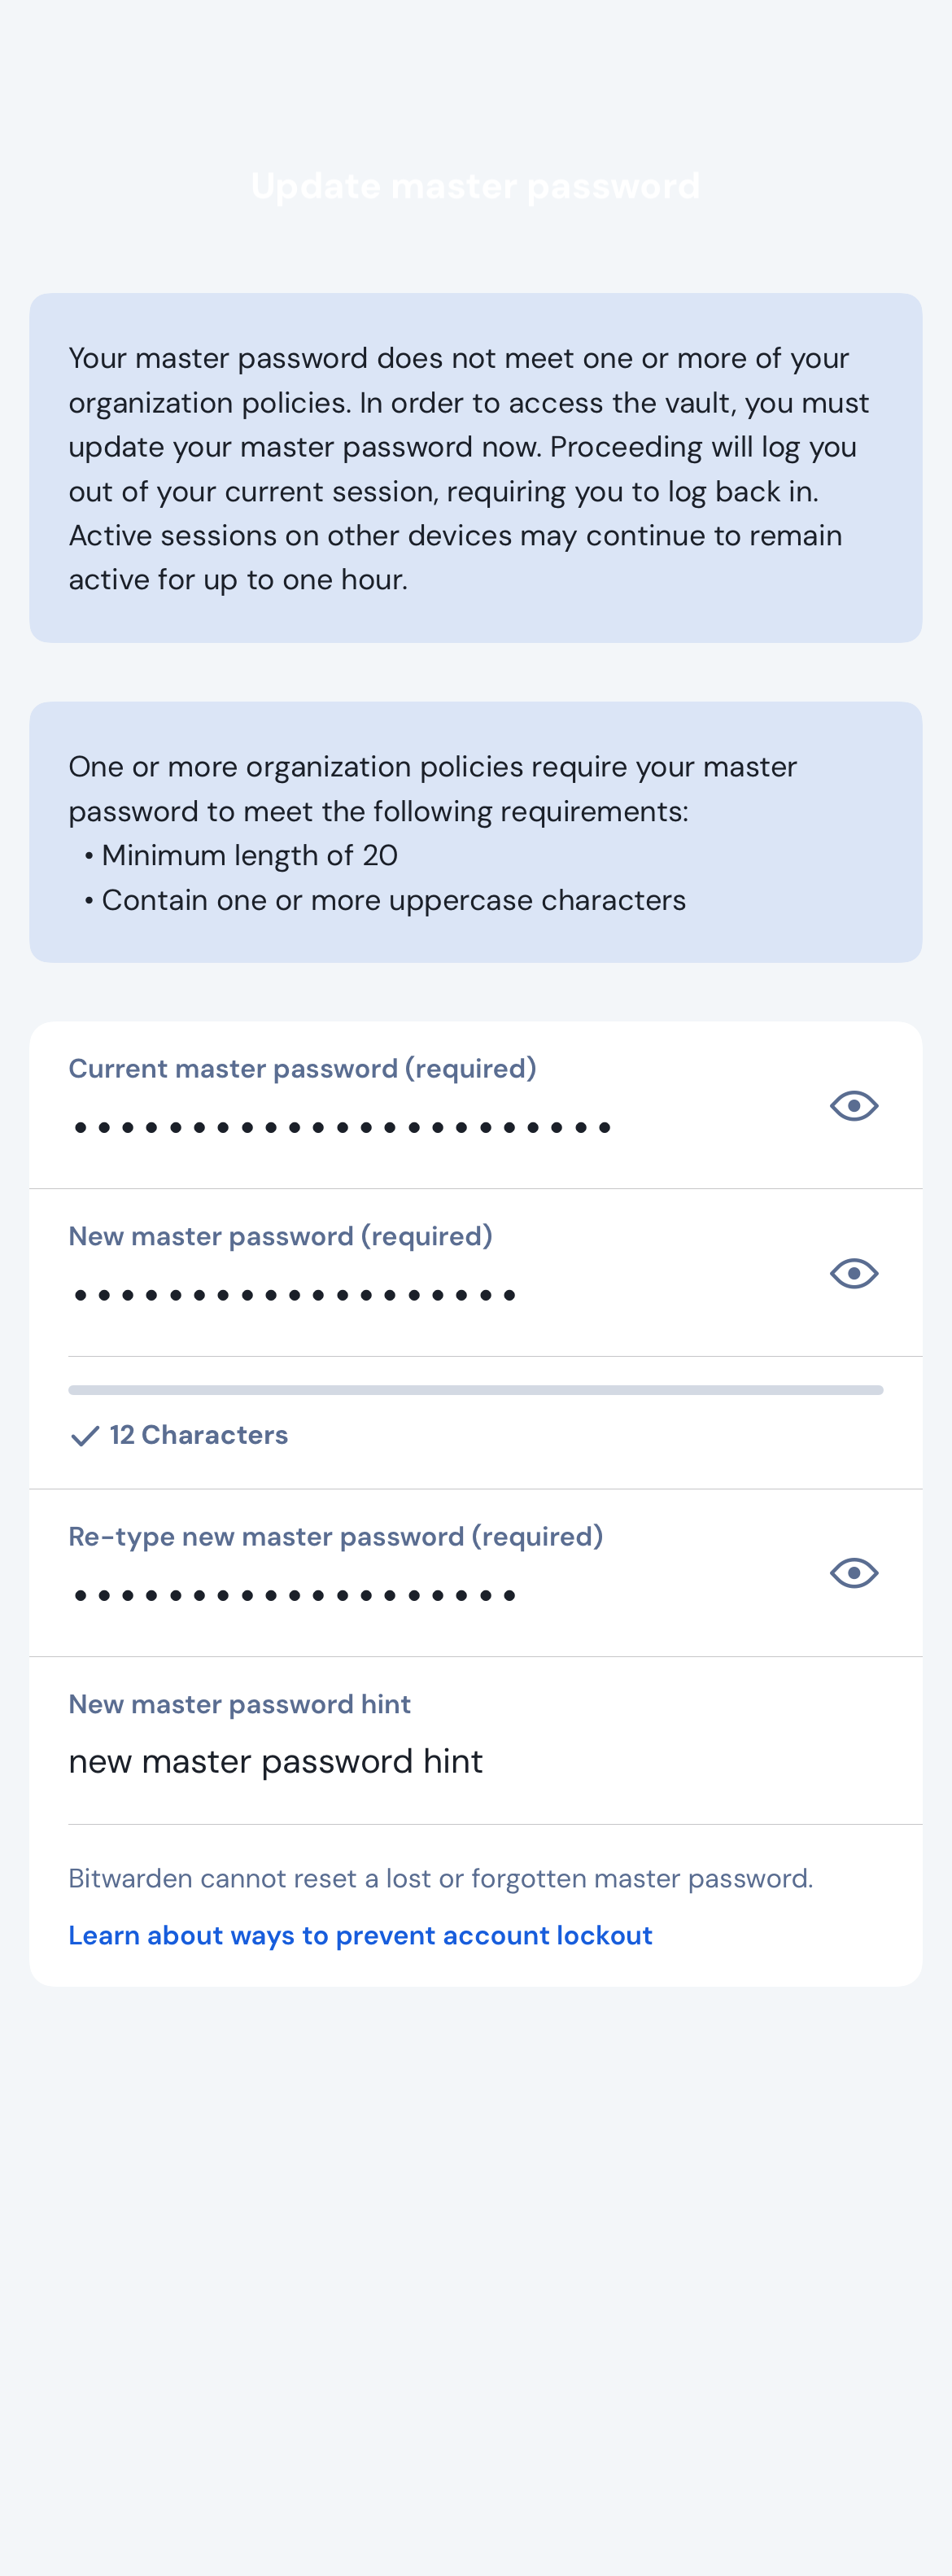 Update master password
Your master password does not meet one or more of your
organization policies. In order to access the vault, you must
update your master password now. Proceeding will log you
out of your current session, requiring you to log back in.
Active sessions on other devices may continue to remain
active for up to one hour.
One or more organization policies require your master
password to meet the following requirements:
• Minimum length of 20
• Contain one or more uppercase characters
Current master password (required)
•••••••••••••••••••••••
New master password (required)
•••••••••••••••••••
12 Characters
Re-type new master password (required)
•••••••••••••••••••
New master password hint
new master password hint
Bitwarden cannot reset a lost or forgotten master password.
Learn about ways to prevent account lockout